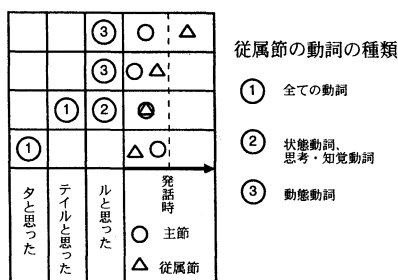 ③
③
① ②
①
タと思った
テイルと思った
ルと思った
発話時
○ 主節
△ 従属節
従属節の動詞の種類
① 全ての動詞
② 状態動詞、
思考・知覚動詞
③ 動態動詞